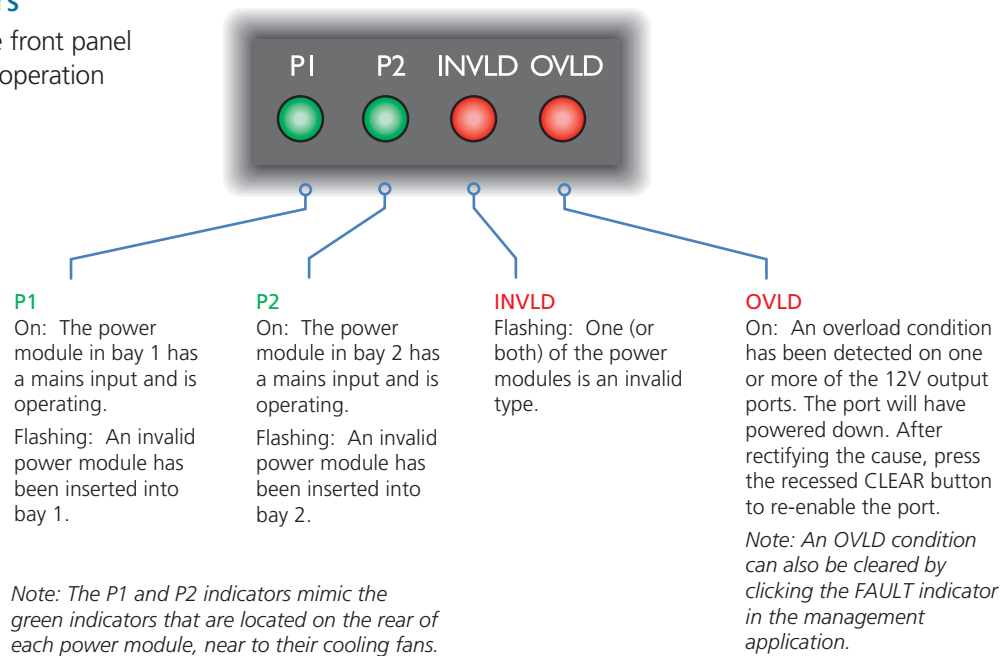 e front panel
operation
P1 P2 INVLD OVLD
P1
On: The power
module in bay 1 has
a mains input and is
operating.
Flashing: An invalid
power module has
been inserted into
bay 1.
P2
On: The power
module in bay 2 has
a mains input and is
operating.
Flashing: An invalid
power module has
been inserted into
bay 2.
INVLD
Flashing: One (or
both) of the power
modules is an invalid
type.
OVLD
On: An overload condition
has been detected on one
or more of the 12V output
ports. The port will have
powered down. After
rectifying the cause, press
the recessed CLEAR button
to re-enable the port.
Note: An OVLD condition
can also be cleared by
clicking the FAULT indicator
in the management
application.
Note: The P1 and P2 indicators mimic the
green indicators that are located on the rear of
each power module, near to their cooling fans.